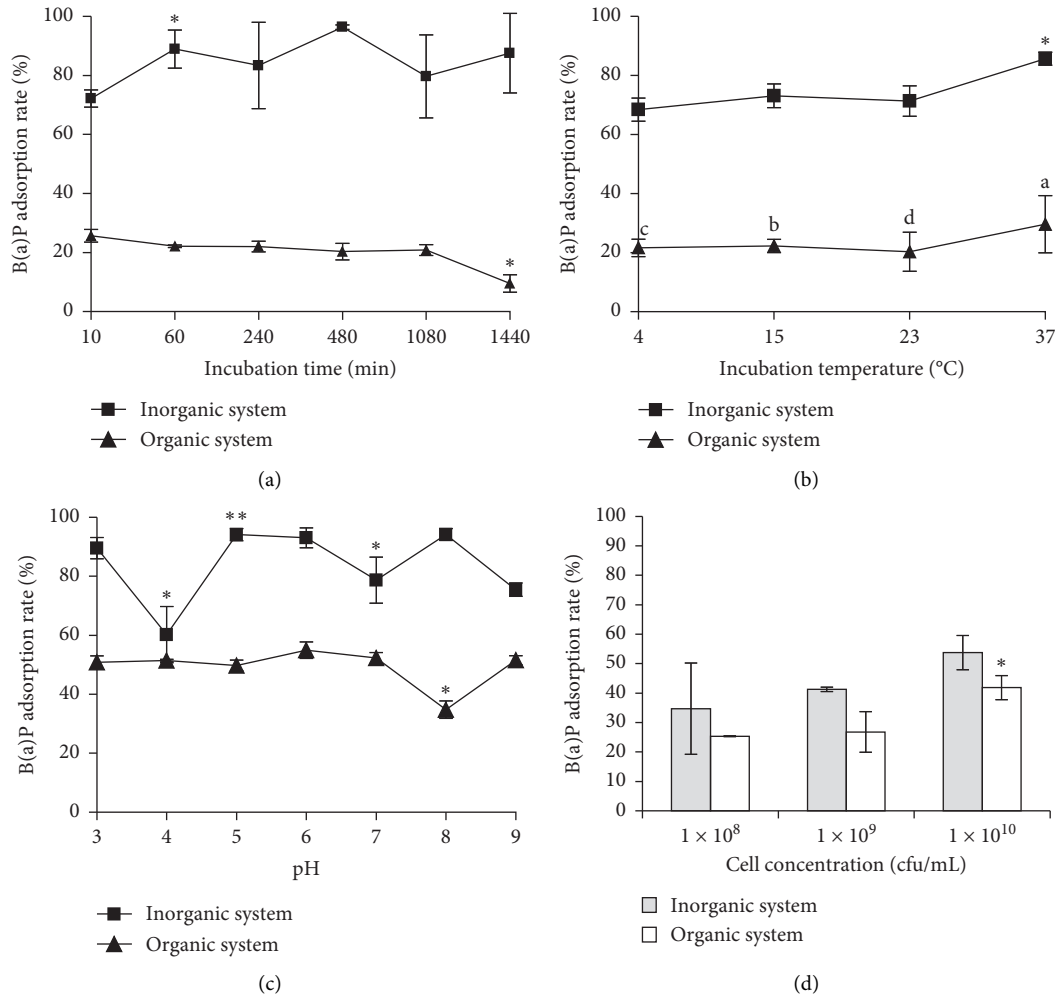 B(a)P adsorption rate (%)
100
80
60
40
20
0
*
*
10 60 240 480 1080 1440
Incubation time (min)
Inorganic system
Organic system
(a)
B(a)P adsorption rate (%)
100
80
60
40
20
0
*
c b d a
4 15 23 37
Incubation temperature (°C)
Inorganic system
Organic system
(b)
B(a)P adsorption rate (%)
100
80
60
40
20
0
*
**
*
*
3 4 5 6 7 8 9
pH
Inorganic system
Organic system
(c)
B(a)P adsorption rate (%)
100
90
80
70
60
50
40
30
20
10
0
*
1 × 10⁸ 1 × 10⁹ 1 × 10¹⁰
Cell concentration (cfu/mL)
Inorganic system
Organic system
(d)